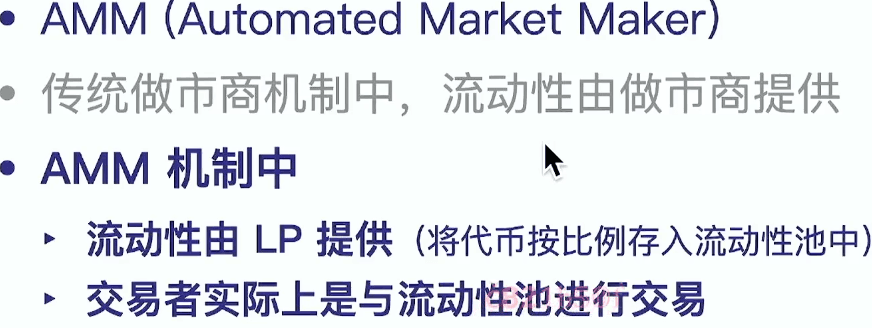 • AMM (Automated Market Maker)
• 传统做市商机制中，流动性由做市商提供
• AMM 机制中
‣ 流动性由 LP 提供（将代币按比例存入流动性池中）
‣ 交易者实际上是与流动性池进行交易